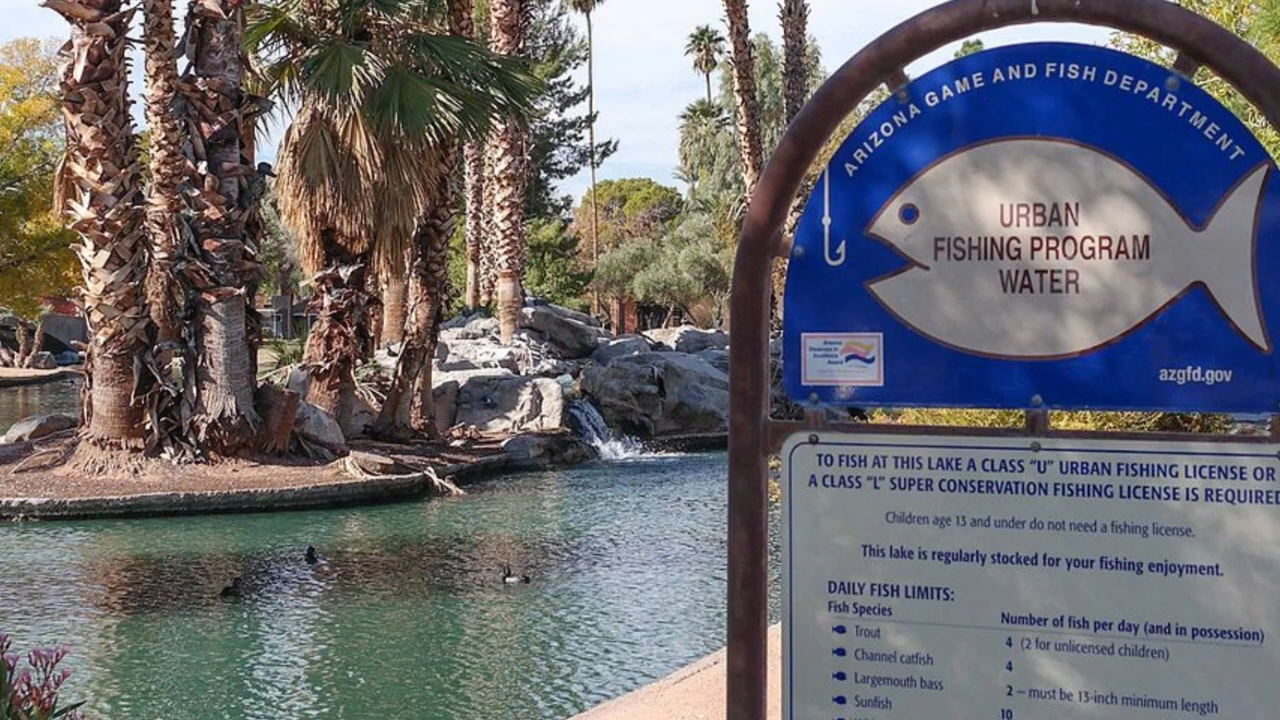 ARIZONA GAME AND FISH DEPARTMENT
URBAN
FISHING PROGRAM
WATER
azgfd.gov
TO FISH AT THIS LAKE A CLASS "U" URBAN FISHING LICENSE OR
A CLASS "L" SUPER CONSERVATION FISHING LICENSE IS REQUIRED
Children age 13 and under do not need a fishing license.
This lake is regularly stocked for your fishing enjoyment.
DAILY FISH LIMITS:
Fish Species Number of fish per day (and in possession)
Trout 4 (2 for unlicensed children)
Channel catfish 4
Largemouth bass 2 – must be 13-inch minimum length
Sunfish 10